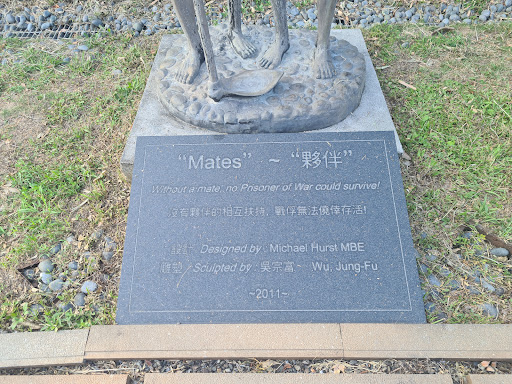 “Mates” ~ “夥伴”
Without a mate, no Prisoner of War could survive!
沒有夥伴的相互扶持, 戰俘無法僥倖存活!
設計 Designed by : Michael Hurst MBE
雕塑 Sculpted by : 吳宗富 ~ Wu, Jung-Fu
~2011~